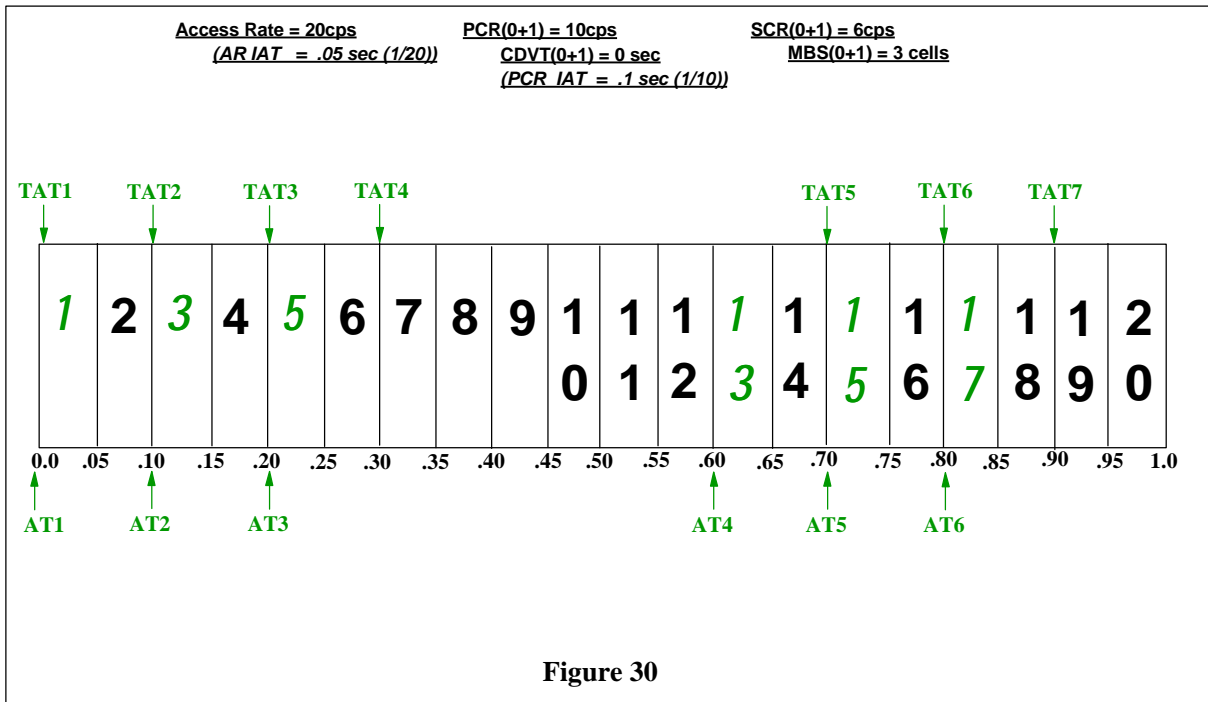 Access Rate = 20cps PCR(0+1) = 10cps SCR(0+1) = 6cps
(AR IAT = .05 sec (1/20)) CDVT(0+1) = 0 sec MBS(0+1) = 3 cells
(PCR IAT = .1 sec (1/10))
TAT1 TAT2 TAT3 TAT4 TAT5 TAT6 TAT7
1 2 3 4 5 6 7 8 9 1 1 1 1 1 1 1 1 1 1 2
0 1 2 3 4 5 6 7 8 9 0
0.0 .05 .10 .15 .20 .25 .30 .35 .40 .45 .50 .55 .60 .65 .70 .75 .80 .85 .90 .95 1.0
AT1 AT2 AT3 AT4 AT5 AT6
Figure 30